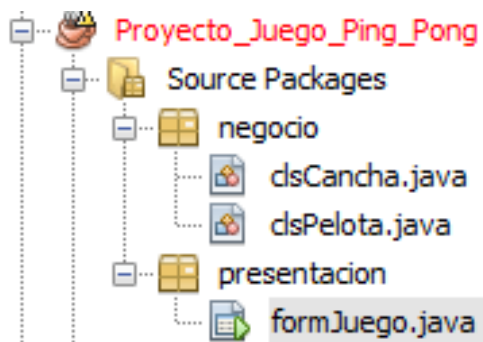 Proyecto_Juego_Ping_Pong
Source Packages
negocio
clsCancha.java
clsPelota.java
presentacion
formJuego.java